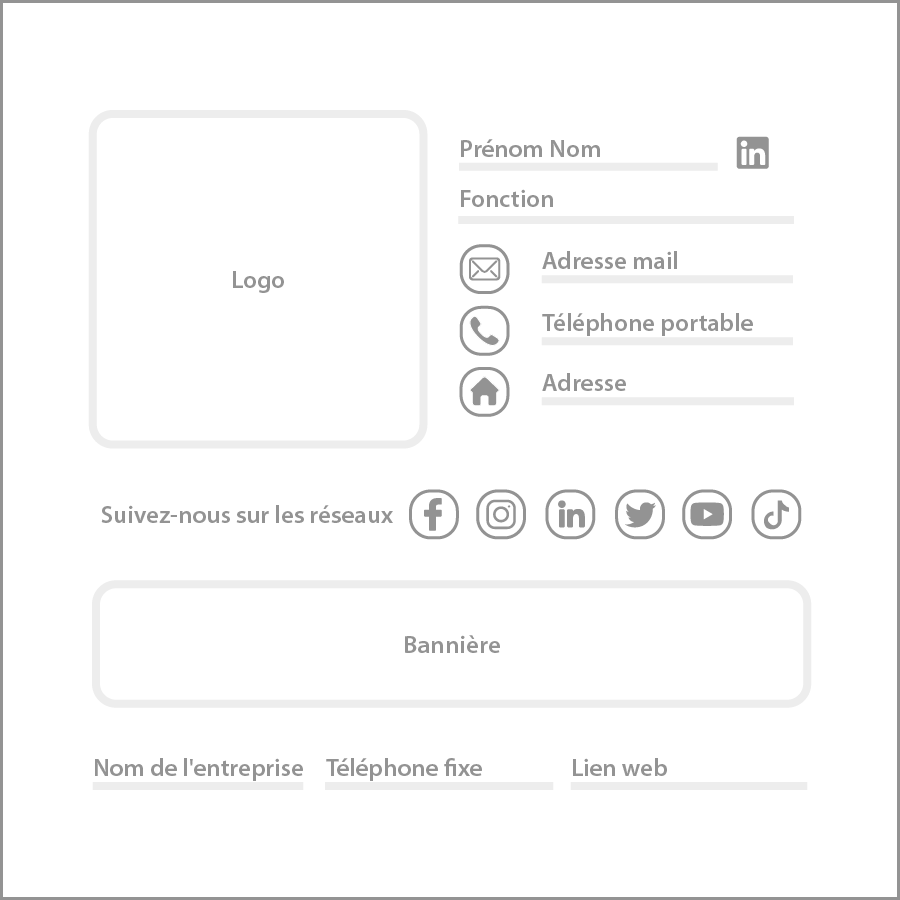 Logo
Prénom Nom
Fonction
Adresse mail
Téléphone portable
Adresse
Suivez-nous sur les réseaux
Bannière
Nom de l'entreprise
Téléphone fixe
Lien web